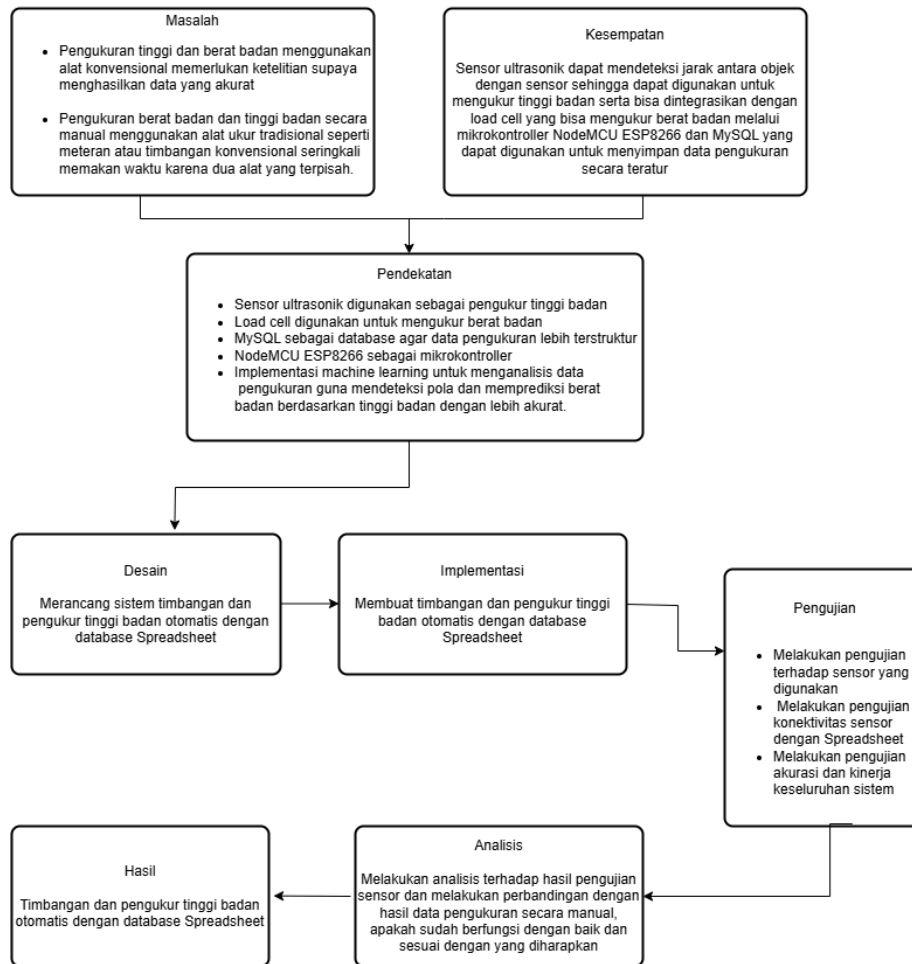 Masalah
• Pengukuran tinggi dan berat badan menggunakan
alat konvensional memerlukan ketelitian supaya
menghasilkan data yang akurat
• Pengukuran berat badan dan tinggi badan secara
manual menggunakan alat ukur tradisional seperti
meteran atau timbangan konvensional seringkali
memakan waktu karena dua alat yang terpisah.
Kesempatan
Sensor ultrasonik dapat mendeteksi jarak antara objek
dengan sensor sehingga dapat digunakan untuk
mengukur tinggi badan serta bisa dintegrasikan dengan
load cell yang bisa mengukur berat badan melalui
mikrokontroller NodeMCU ESP8266 dan MySQL yang
dapat digunakan untuk menyimpan data pengukuran
secara teratur
Pendekatan
• Sensor ultrasonik digunakan sebagai pengukur tinggi badan
• Load cell digunakan untuk mengukur berat badan
• MySQL sebagai database agar data pengukuran lebih terstruktur
• NodeMCU ESP8266 sebagai mikrokontroller
• Implementasi machine learning untuk menganalisis data
pengukuran guna mendeteksi pola dan memprediksi berat
badan berdasarkan tinggi badan dengan lebih akurat.
Desain
Merancang sistem timbangan dan
pengukur tinggi badan otomatis dengan
database Spreadsheet
Implementasi
Membuat timbangan dan pengukur tinggi
badan otomatis dengan database
Spreadsheet
Pengujian
• Melakukan pengujian
terhadap sensor yang
digunakan
• Melakukan pengujian
konektivitas sensor
dengan Spreadsheet
• Melakukan pengujian
akurasi dan kinerja
keseluruhan sistem
Hasil
Timbangan dan pengukur tinggi badan
otomatis dengan database Spreadsheet
Analisis
Melakukan analisis terhadap hasil pengujian
sensor dan melakukan perbandingan dengan
hasil data pengukuran secara manual,
apakah sudah berfungsi dengan baik dan
sesuai dengan yang diharapkan